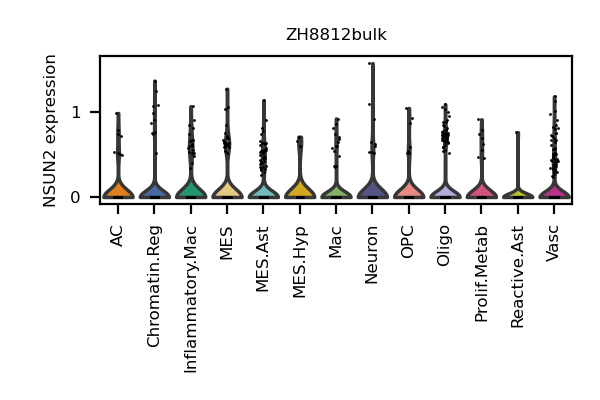 ZH8812bulk
NSUN2 expression
1
0
AC
Chromatin.Reg
Inflammatory.Mac
MES
MES.Ast
MES.Hyp
Mac
Neuron
OPC
Oligo
Prolif.Metab
Reactive.Ast
Vasc